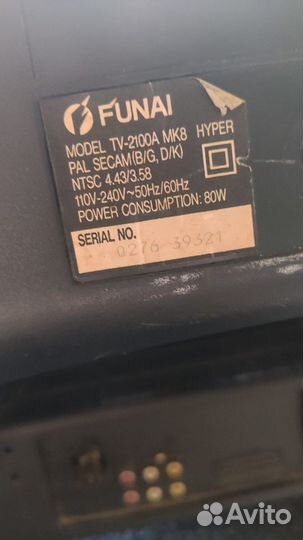 FUNAI
MODEL TV-2100A MK8 HYPER
PAL SECAM(B/G, D/K)
NTSC 4.43/3.58
110V-240V~50Hz/60Hz
POWER CONSUMPTION: 80W
SERIAL NO.
0276 39321
Avito